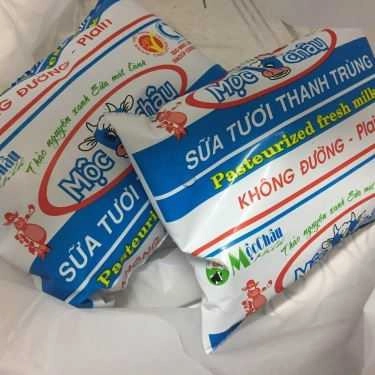 KHÔNG ĐƯỜNG - Plain
Thảo nguyên xanh Sữa mát lành
Mộc Châu
SỮA TƯƠI
Pasteurized
Mộc Châu
SỮA TƯƠI THANH TRÙNG
Pasteurized fresh milk
KHÔNG ĐƯỜNG - Plain
MộcChâu
Thảo nguyên xanh Sữa mát lành
Mộc